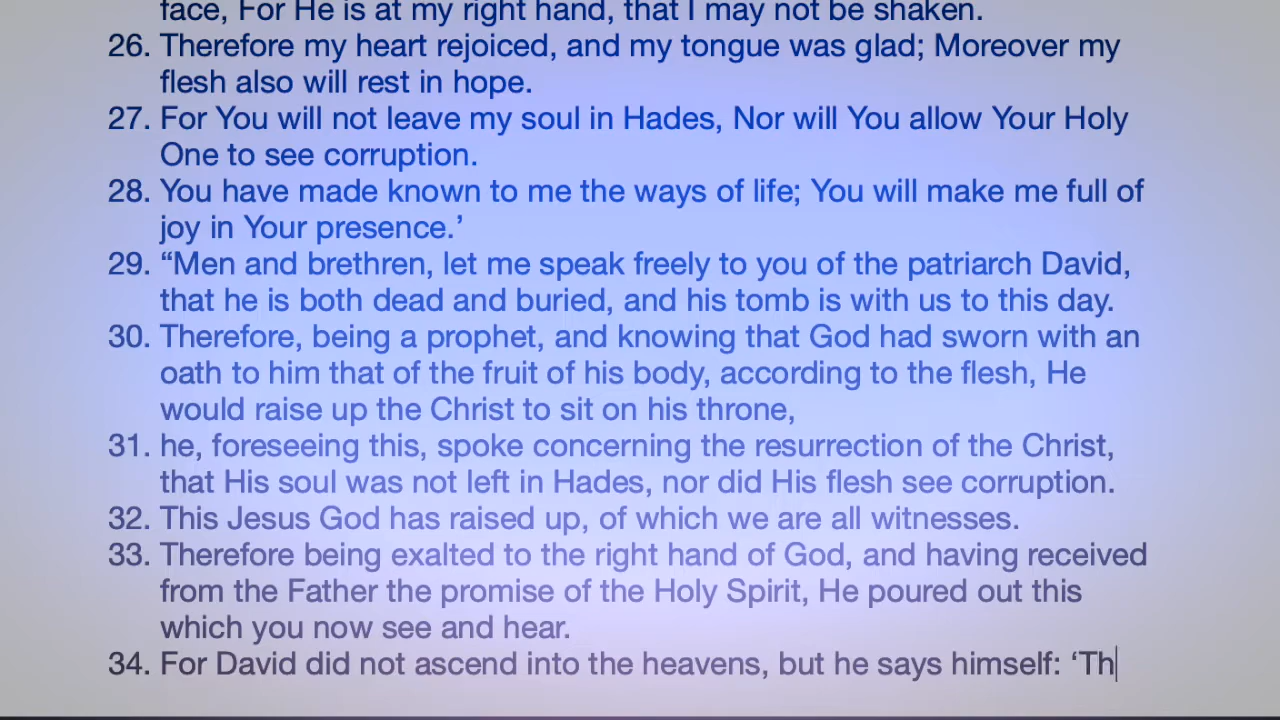 face, For He is at my right hand, that I may not be shaken.
26. Therefore my heart rejoiced, and my tongue was glad; Moreover my
flesh also will rest in hope.
27. For You will not leave my soul in Hades, Nor will You allow Your Holy
One to see corruption.
28. You have made known to me the ways of life; You will make me full of
joy in Your presence.’
29. “Men and brethren, let me speak freely to you of the patriarch David,
that he is both dead and buried, and his tomb is with us to this day.
30. Therefore, being a prophet, and knowing that God had sworn with an
oath to him that of the fruit of his body, according to the flesh, He
would raise up the Christ to sit on his throne,
31. he, foreseeing this, spoke concerning the resurrection of the Christ,
that His soul was not left in Hades, nor did His flesh see corruption.
32. This Jesus God has raised up, of which we are all witnesses.
33. Therefore being exalted to the right hand of God, and having received
from the Father the promise of the Holy Spirit, He poured out this
which you now see and hear.
34. For David did not ascend into the heavens, but he says himself: ‘Th